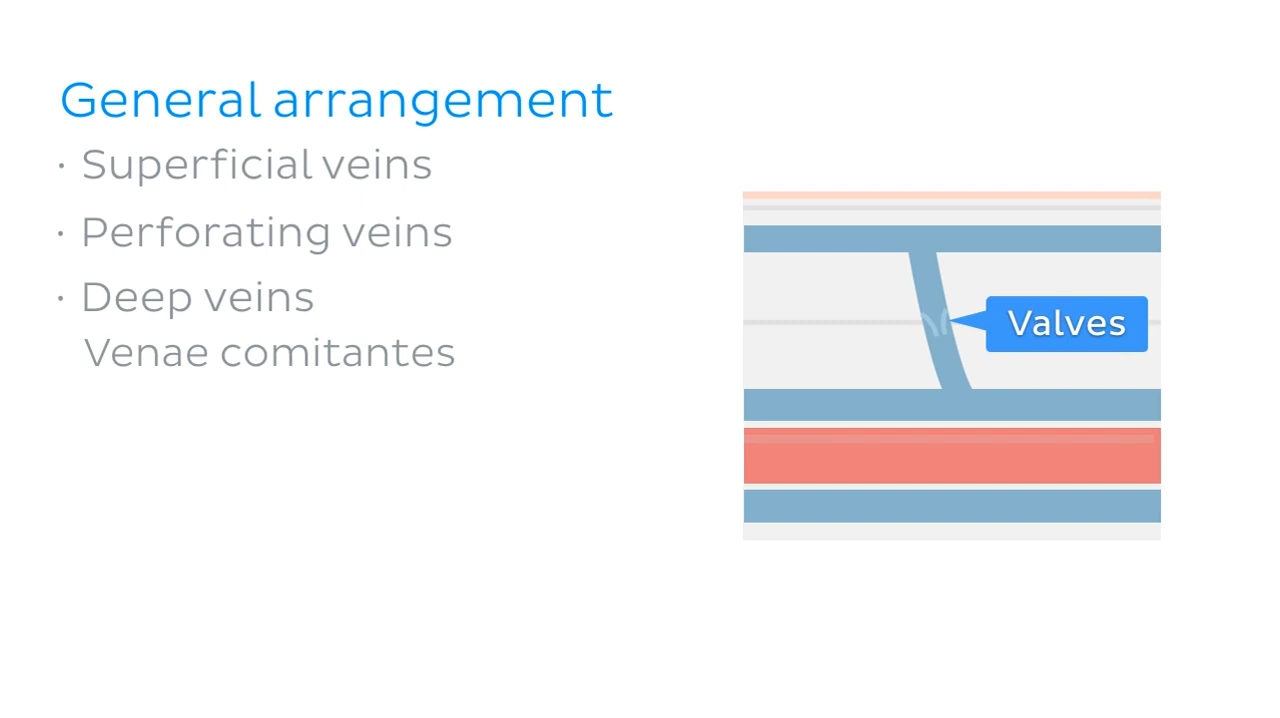 General arrangement
· Superficial veins
· Perforating veins
· Deep veins
Venae comitantes
Valves